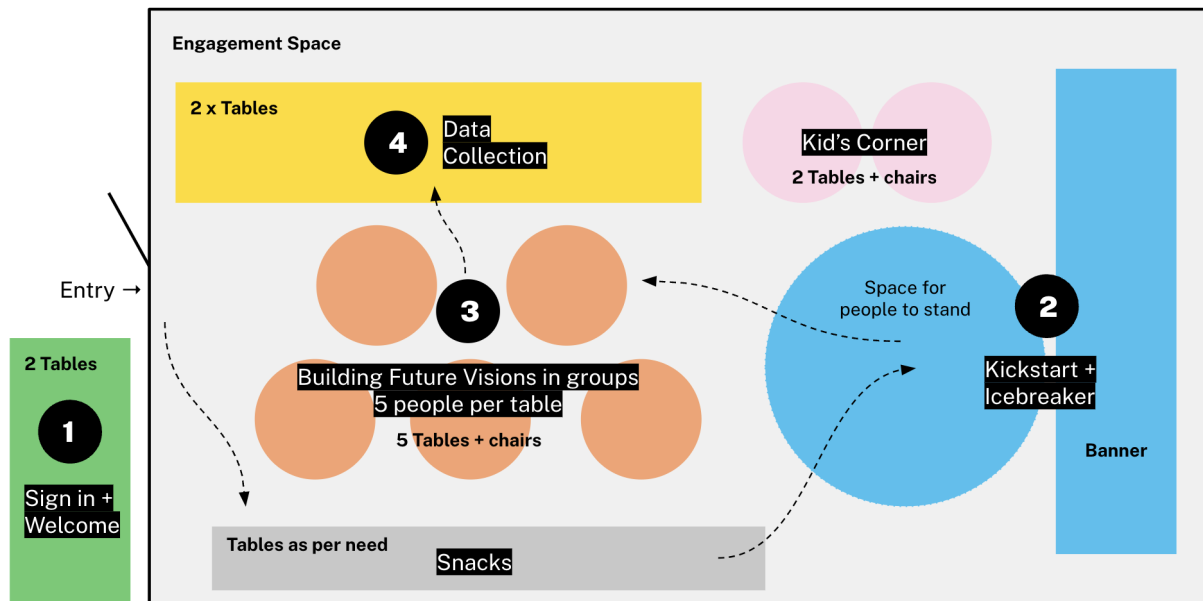 Engagement Space
2 x Tables
4
Data
Collection
Kid's Corner
2 Tables + chairs
Entry →
3
Space for
people to stand
2
Kickstart +
Icebreaker
Banner
Building Future Visions in groups
5 people per table
5 Tables + chairs
2 Tables
1
Sign in +
Welcome
Tables as per need
Snacks